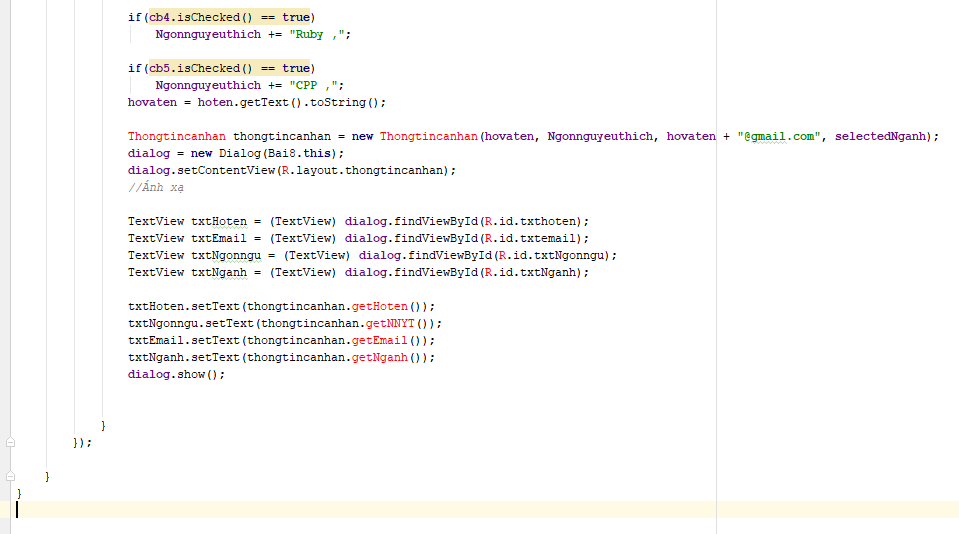 if(cb4.isChecked() == true)
Ngonnguyeuthich += "Ruby ,";
if(cb5.isChecked() == true)
Ngonnguyeuthich += "CPP ,";
hovaten = hoten.getText().toString();
Thongtincanhan thongtincanhan = new Thongtincanhan(hovaten, Ngonnguyeuthich, hovaten + "@gmail.com", selectedNganh);
dialog = new Dialog(Bai8.this);
dialog.setContentView(R.layout.thongtincanhan);
//Ánh xạ
TextView txtHoten = (TextView) dialog.findViewById(R.id.txthoten);
TextView txtEmail = (TextView) dialog.findViewById(R.id.txtemail);
TextView txtNgonngu = (TextView) dialog.findViewById(R.id.txtNgonngu);
TextView txtNganh = (TextView) dialog.findViewById(R.id.txtNganh);
txtHoten.setText(thongtincanhan.getHoten());
txtNgonngu.setText(thongtincanhan.getNNYT());
txtEmail.setText(thongtincanhan.getEmail());
txtNganh.setText(thongtincanhan.getNganh());
dialog.show();
}
});
}
}